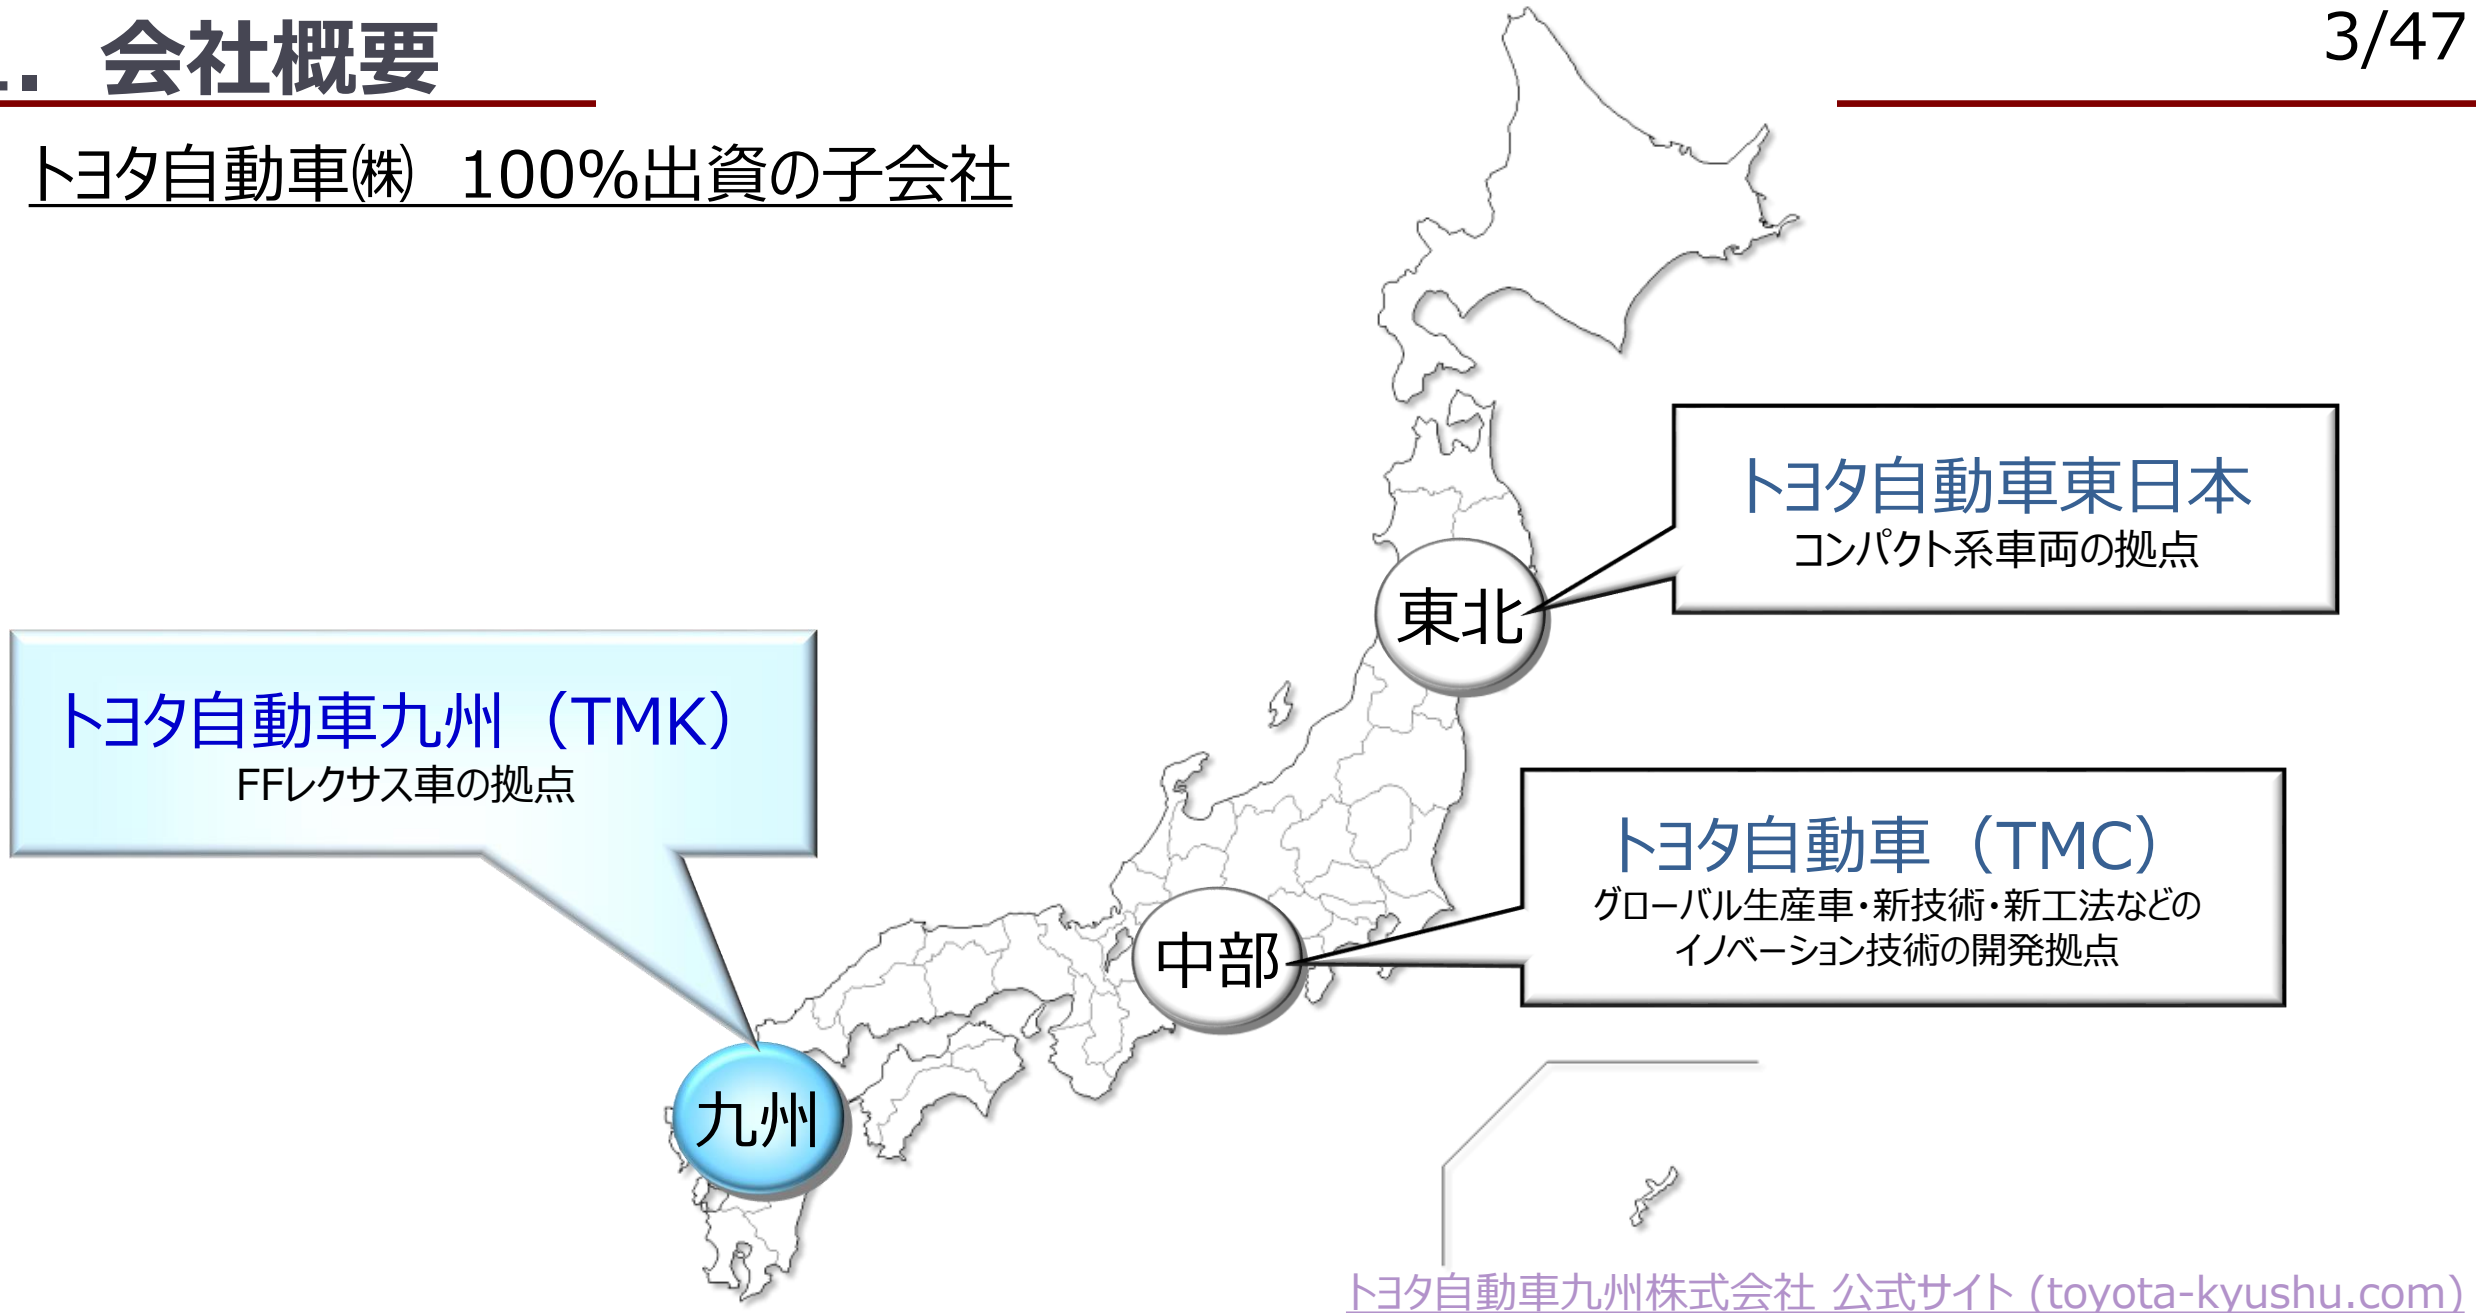 1. 会社概要
3/47
トヨタ自動車㈱　100%出資の子会社
トヨタ自動車東日本
コンパクト系車両の拠点
東北
トヨタ自動車九州（TMK）
FFレクサス車の拠点
トヨタ自動車（TMC）
グローバル生産車・新技術・新工法などの
イノベーション技術の開発拠点
中部
九州
トヨタ自動車九州株式会社 公式サイト (toyota-kyushu.com)